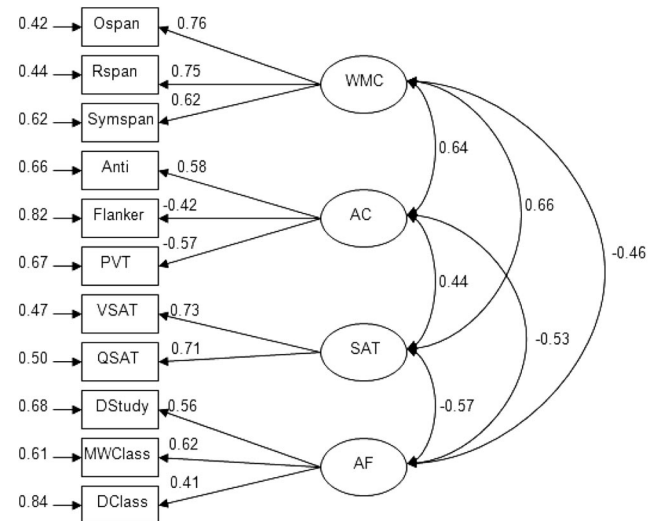 0.42 Ospan 0.76
0.44 Rspan 0.75 WMC
0.62 Symspan 0.62
0.64
0.66 Anti 0.58
0.82 Flanker -0.42 AC 0.66
0.67 PVT -0.57 -0.46
0.44
0.47 VSAT 0.73
SAT -0.53
0.50 QSAT 0.71
0.68 DStudy 0.56 -0.57
0.61 MWClass 0.62 AF
0.84 DClass 0.41